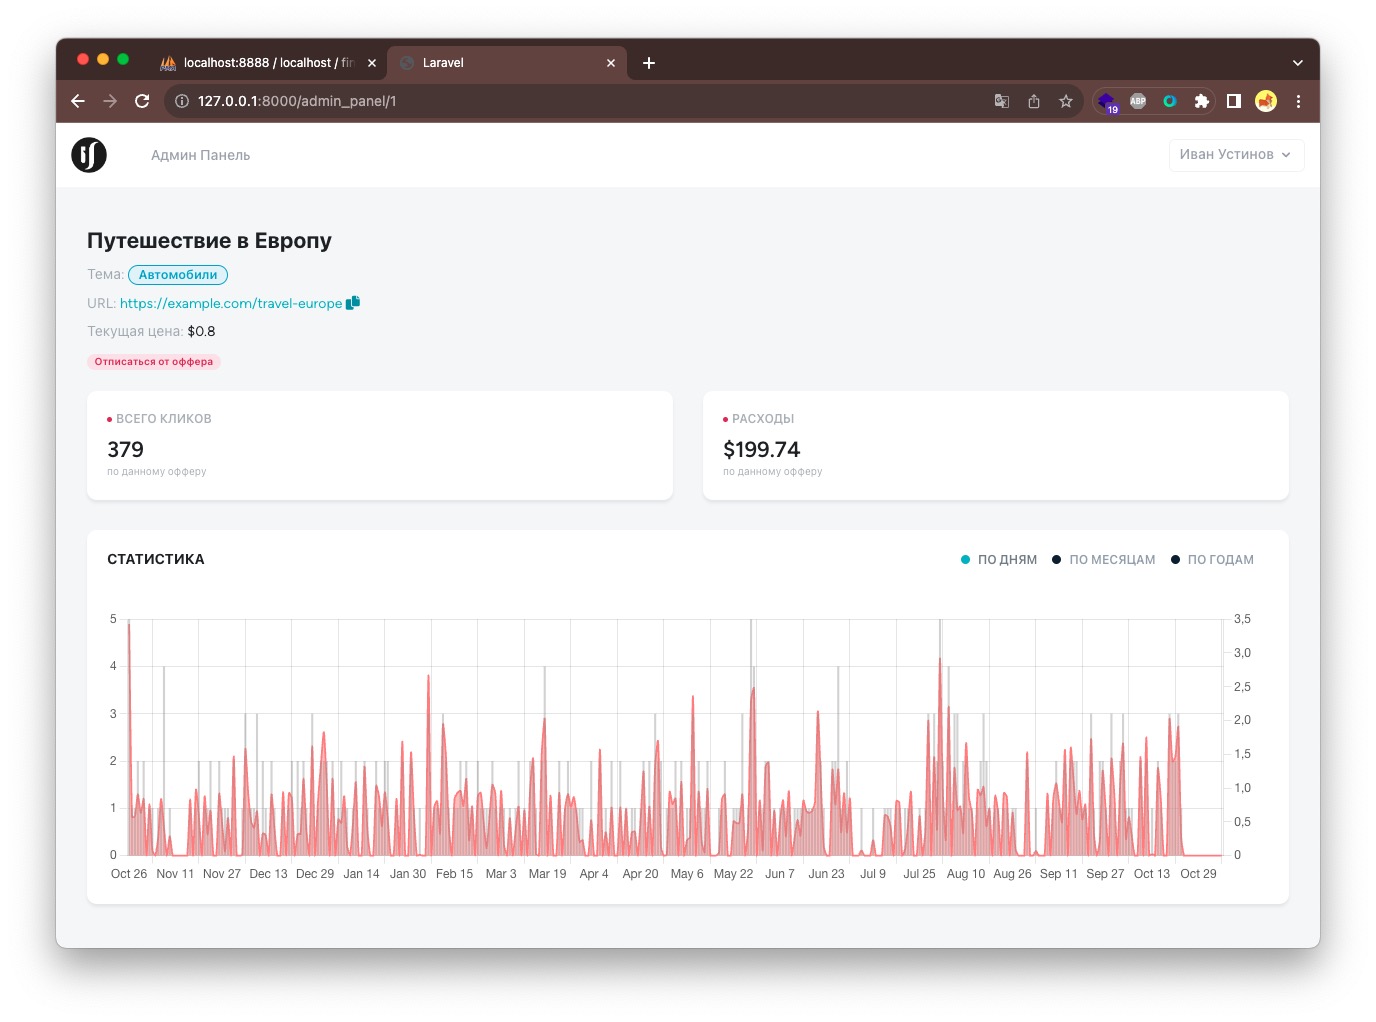 localhost:8888 / localhost / fin
Laravel
127.0.0.1:8000/admin_panel/1
ABP
19
Админ Панель
Иван Устинов
Путешествие в Европу
Тема: Автомобили
URL: https://example.com/travel-europe
Текущая цена: $0.8
Отписаться от оффера
ВСЕГО КЛИКОВ
379
по данному офферу
РАСХОДЫ
$199.74
по данному офферу
СТАТИСТИКА
ПО ДНЯМ ПО МЕСЯЦАМ ПО ГОДАМ
5
4
3
2
1
0
3,5
3,0
2,5
2,0
1,5
1,0
0,5
0
Oct 26 Nov 11 Nov 27 Dec 13 Dec 29 Jan 14 Jan 30 Feb 15 Mar 3 Mar 19 Apr 4 Apr 20 May 6 May 22 Jun 7 Jun 23 Jul 9 Jul 25 Aug 10 Aug 26 Sep 11 Sep 27 Oct 13 Oct 29